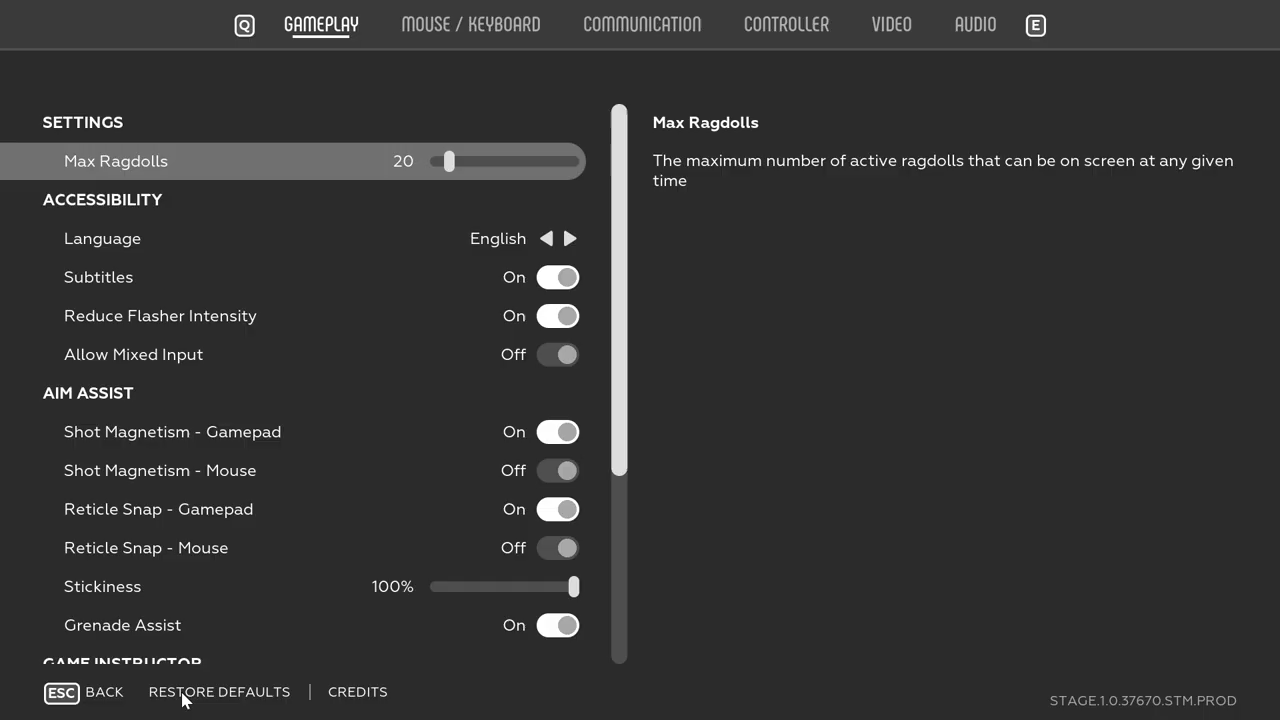 Q GAMEPLAY MOUSE / KEYBOARD COMMUNICATION CONTROLLER VIDEO AUDIO E
SETTINGS
Max Ragdolls 20
ACCESSIBILITY
Language English
Subtitles On
Reduce Flasher Intensity On
Allow Mixed Input Off
AIM ASSIST
Shot Magnetism - Gamepad On
Shot Magnetism - Mouse Off
Reticle Snap - Gamepad On
Reticle Snap - Mouse Off
Stickiness 100%
Grenade Assist On
GAME INSTRUCTOR
Max Ragdolls
The maximum number of active ragdolls that can be on screen at any given
time
ESC BACK RESTORE DEFAULTS | CREDITS
STAGE.1.0.37670.STM.PROD